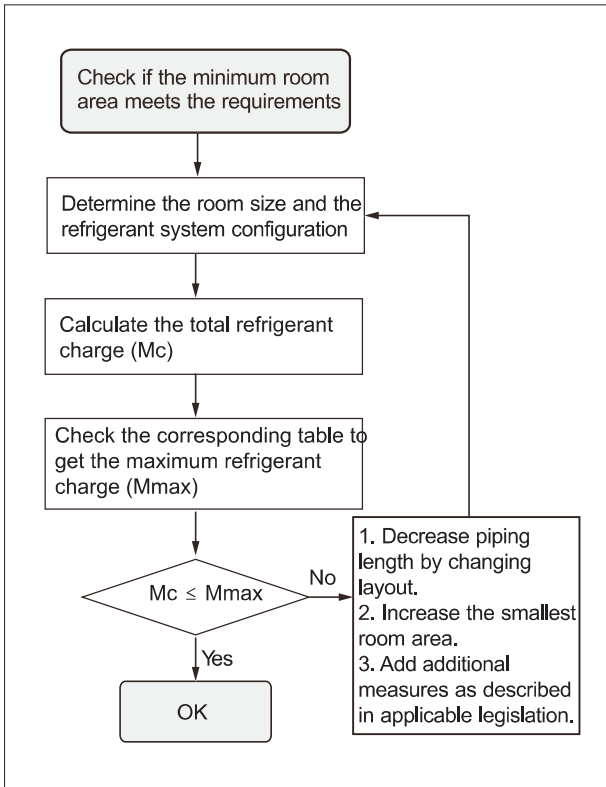 Check if the minimum room
area meets the requirements
Determine the room size and the
refrigerant system configuration
Calculate the total refrigerant
charge (Mc)
Check the corresponding table to
get the maximum refrigerant
charge (Mmax)
Mc ≤ Mmax
No
Yes
OK
1. Decrease piping
length by changing
layout.
2. Increase the smallest
room area.
3. Add additional
measures as described
in applicable legislation.